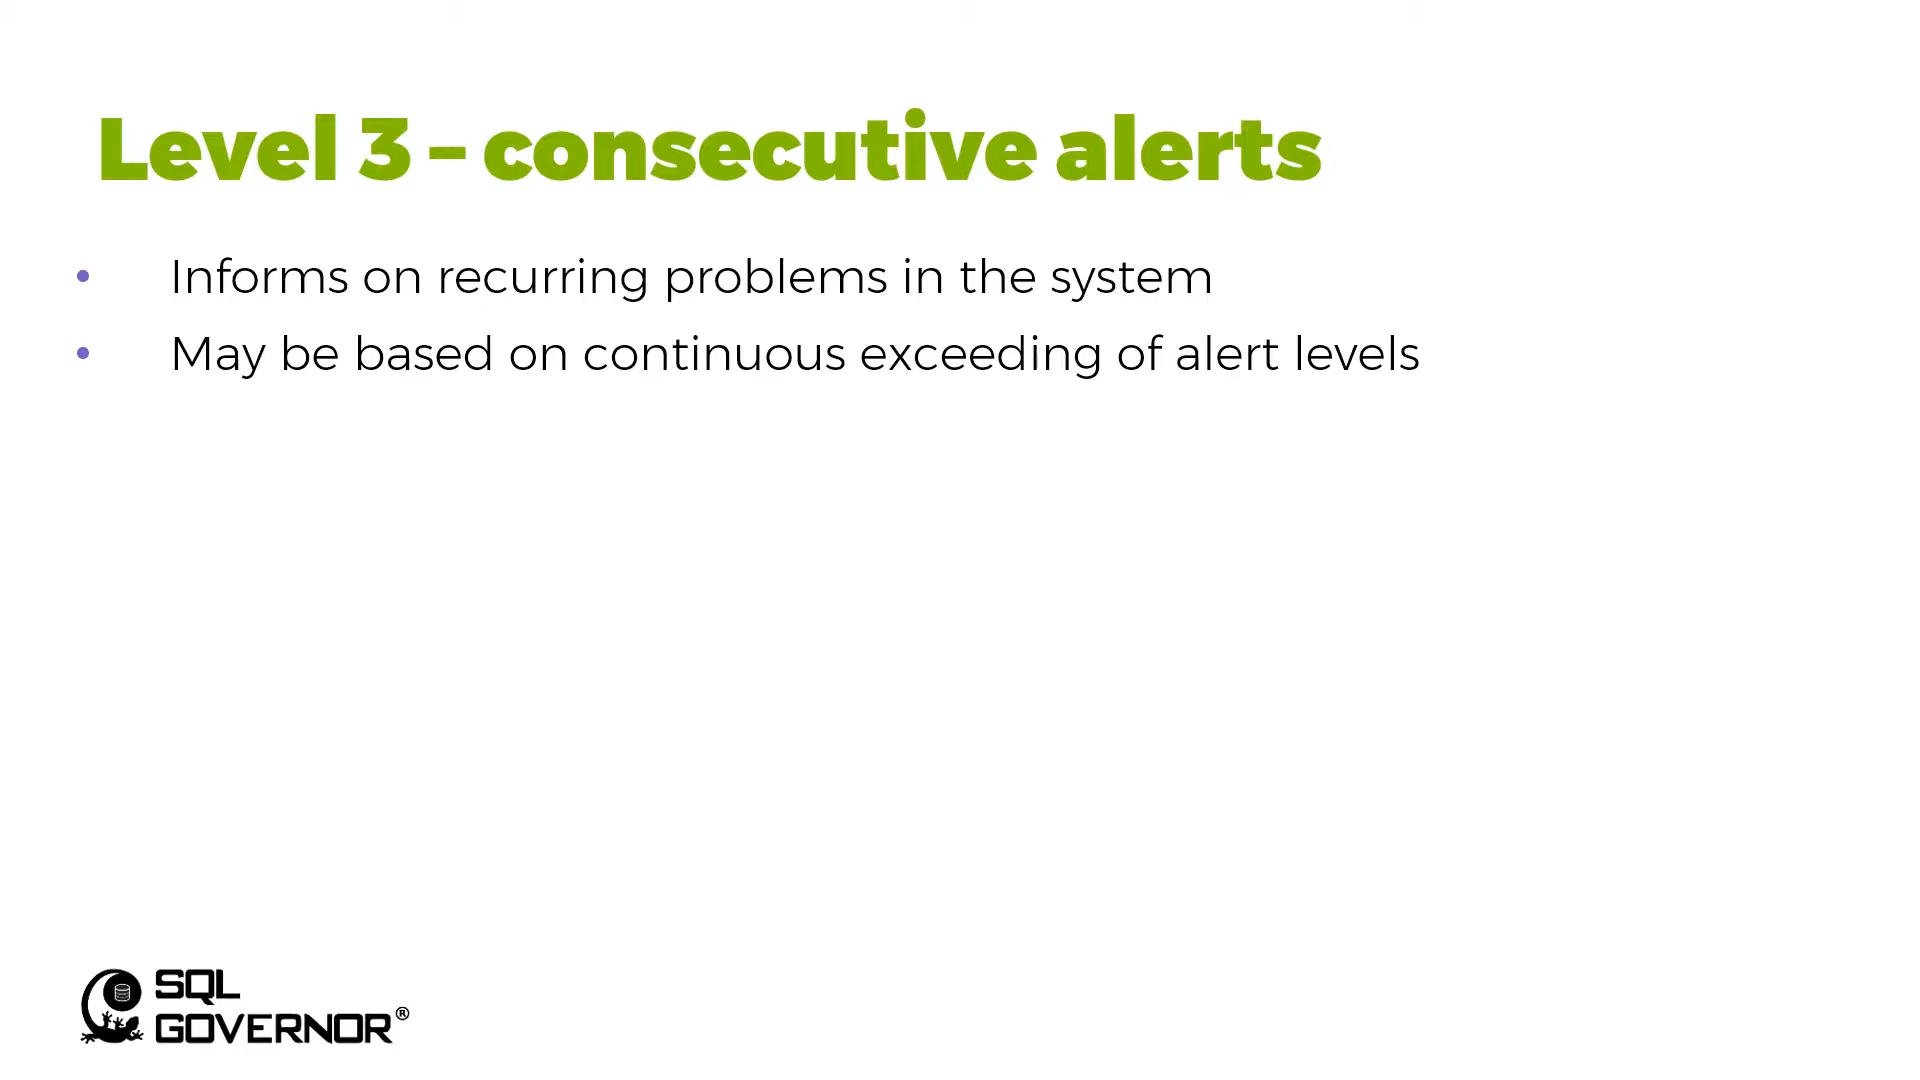 Level 3 – consecutive alerts
• Informs on recurring problems in the system
• May be based on continuous exceeding of alert levels
SQL
GOVERNOR®